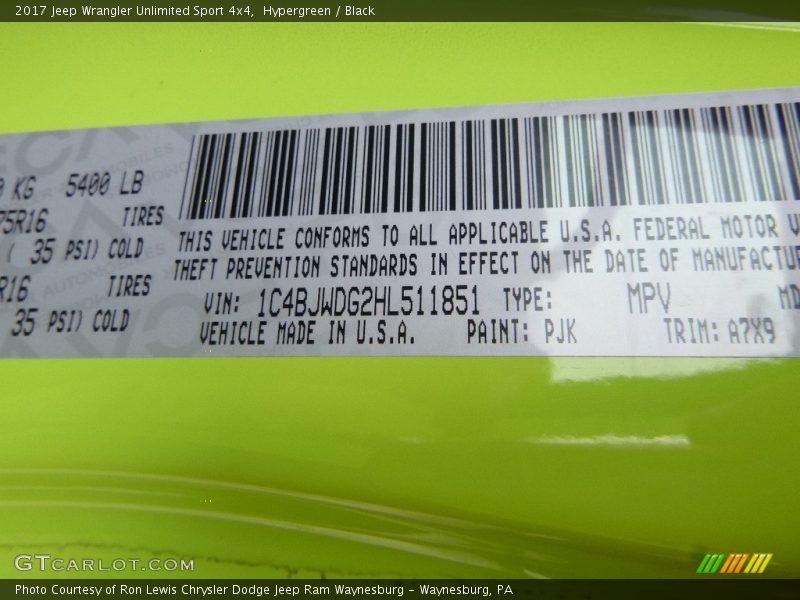 2017 Jeep Wrangler Unlimited Sport 4x4, Hypergreen / Black
KG 5400 LB
75R16 TIRES
( 35 PSI) COLD
R16 TIRES
35 PSI) COLD
THIS VEHICLE CONFORMS TO ALL APPLICABLE U.S.A. FEDERAL MOTOR V
THEFT PREVENTION STANDARDS IN EFFECT ON THE DATE OF MANUFACTUR
VIN: 1C4BJWDG2HL511851 TYPE: MPV MD
VEHICLE MADE IN U.S.A. PAINT: PJK TRIM: A7X9
GTCARLOT.COM
Photo Courtesy of Ron Lewis Chrysler Dodge Jeep Ram Waynesburg - Waynesburg, PA